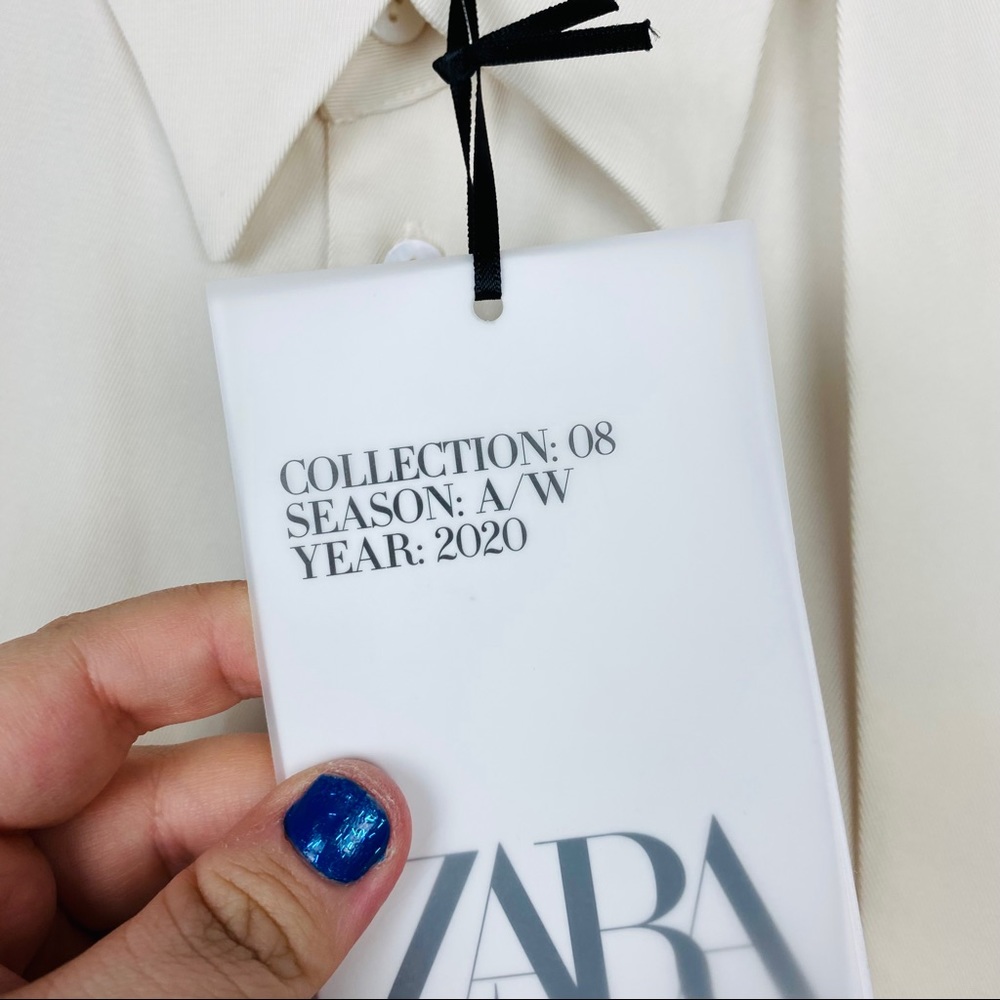 COLLECTION: 08
SEASON: A/W
YEAR: 2020
ZARA